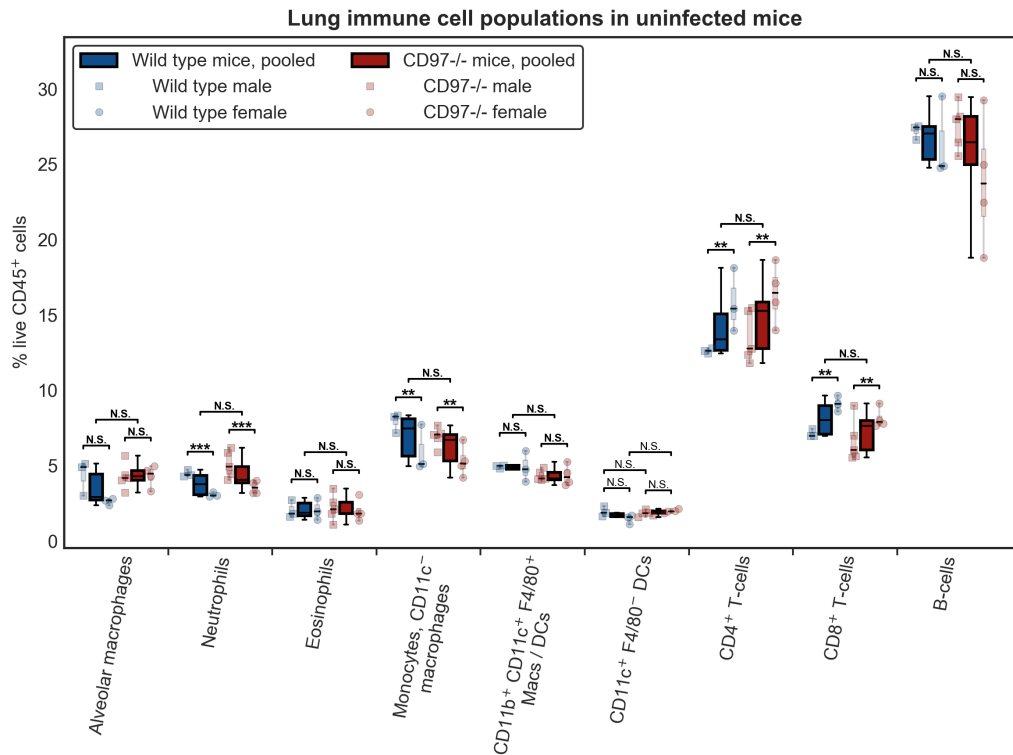 Lung immune cell populations in uninfected mice
Wild type mice, pooled
CD97-/- mice, pooled
Wild type male
CD97-/- male
Wild type female
CD97-/- female
% live CD45⁺ cells
30
25
20
15
10
5
0
N.S.
N.S.
N.S.
N.S.
***
***
N.S.
N.S.
N.S.
N.S.
**
**
N.S.
N.S.
N.S.
N.S.
N.S.
N.S.
N.S.
N.S.
**
**
N.S.
**
**
N.S.
N.S.
N.S.
Alveolar macrophages
Neutrophils
Eosinophils
Monocytes, CD11c⁻
macrophages
CD11b⁺ CD11c⁺ F4/80⁺
Macs / DCs
CD11c⁺ F4/80⁻ DCs
CD4⁺ T-cells
CD8⁺ T-cells
B-cells